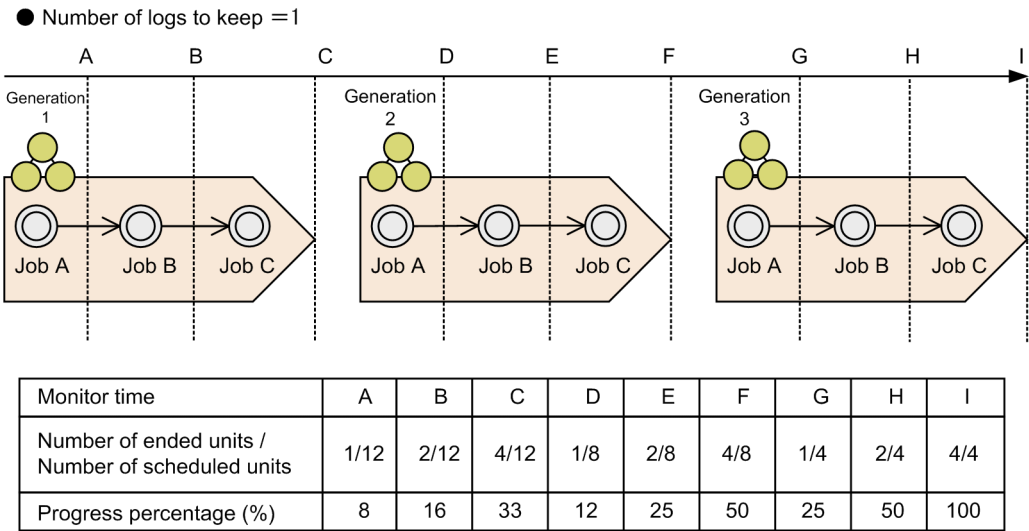 ● Number of logs to keep =1
A B C D E F G H I
Generation 1
Generation 2
Generation 3
Job A Job B Job C
Job A Job B Job C
Job A Job B Job C
Monitor time A B C D E F G H I
Number of ended units /
Number of scheduled units 1/12 2/12 4/12 1/8 2/8 4/8 1/4 2/4 4/4
Progress percentage (%) 8 16 33 12 25 50 25 50 100